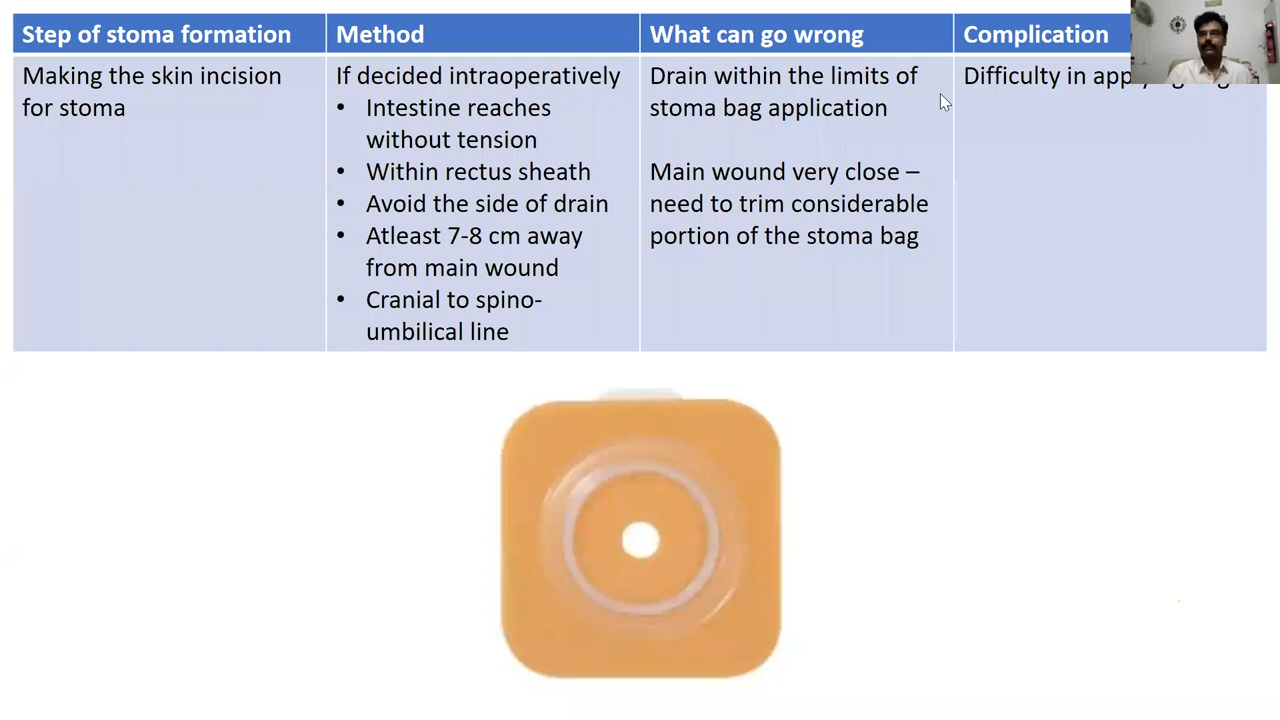 Step of stoma formation
Method
What can go wrong
Complication
Making the skin incision
for stoma
If decided intraoperatively
• Intestine reaches
without tension
• Within rectus sheath
• Avoid the side of drain
• Atleast 7-8 cm away
from main wound
• Cranial to spino-
umbilical line
Drain within the limits of
stoma bag application
Main wound very close –
need to trim considerable
portion of the stoma bag
Difficulty in